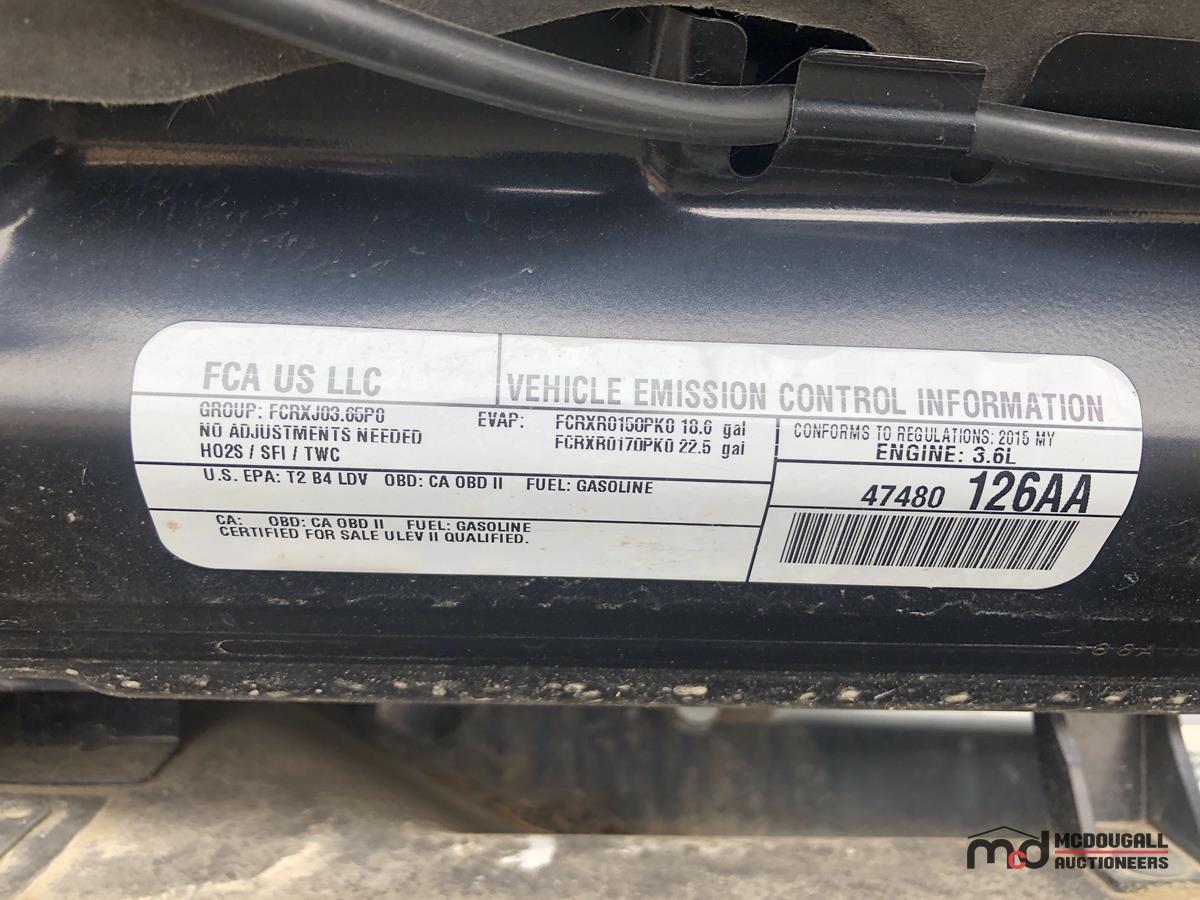 FCA US LLC
VEHICLE EMISSION CONTROL INFORMATION
GROUP: FCRXJ03.65P0
NO ADJUSTMENTS NEEDED
HO2S / SFI / TWC
EVAP: FCRXR0150PK0 18.6 gal
FCRXR0170PK0 22.5 gal
CONFORMS TO REGULATIONS: 2015 MY
ENGINE: 3.6L
U.S. EPA: T2 B4 LDV OBD: CA OBD II FUEL: GASOLINE
47480 126AA
CA: OBD: CA OBD II FUEL: GASOLINE
CERTIFIED FOR SALE ULEV II QUALIFIED.
mcd MCDOUGALL
AUCTIONEERS